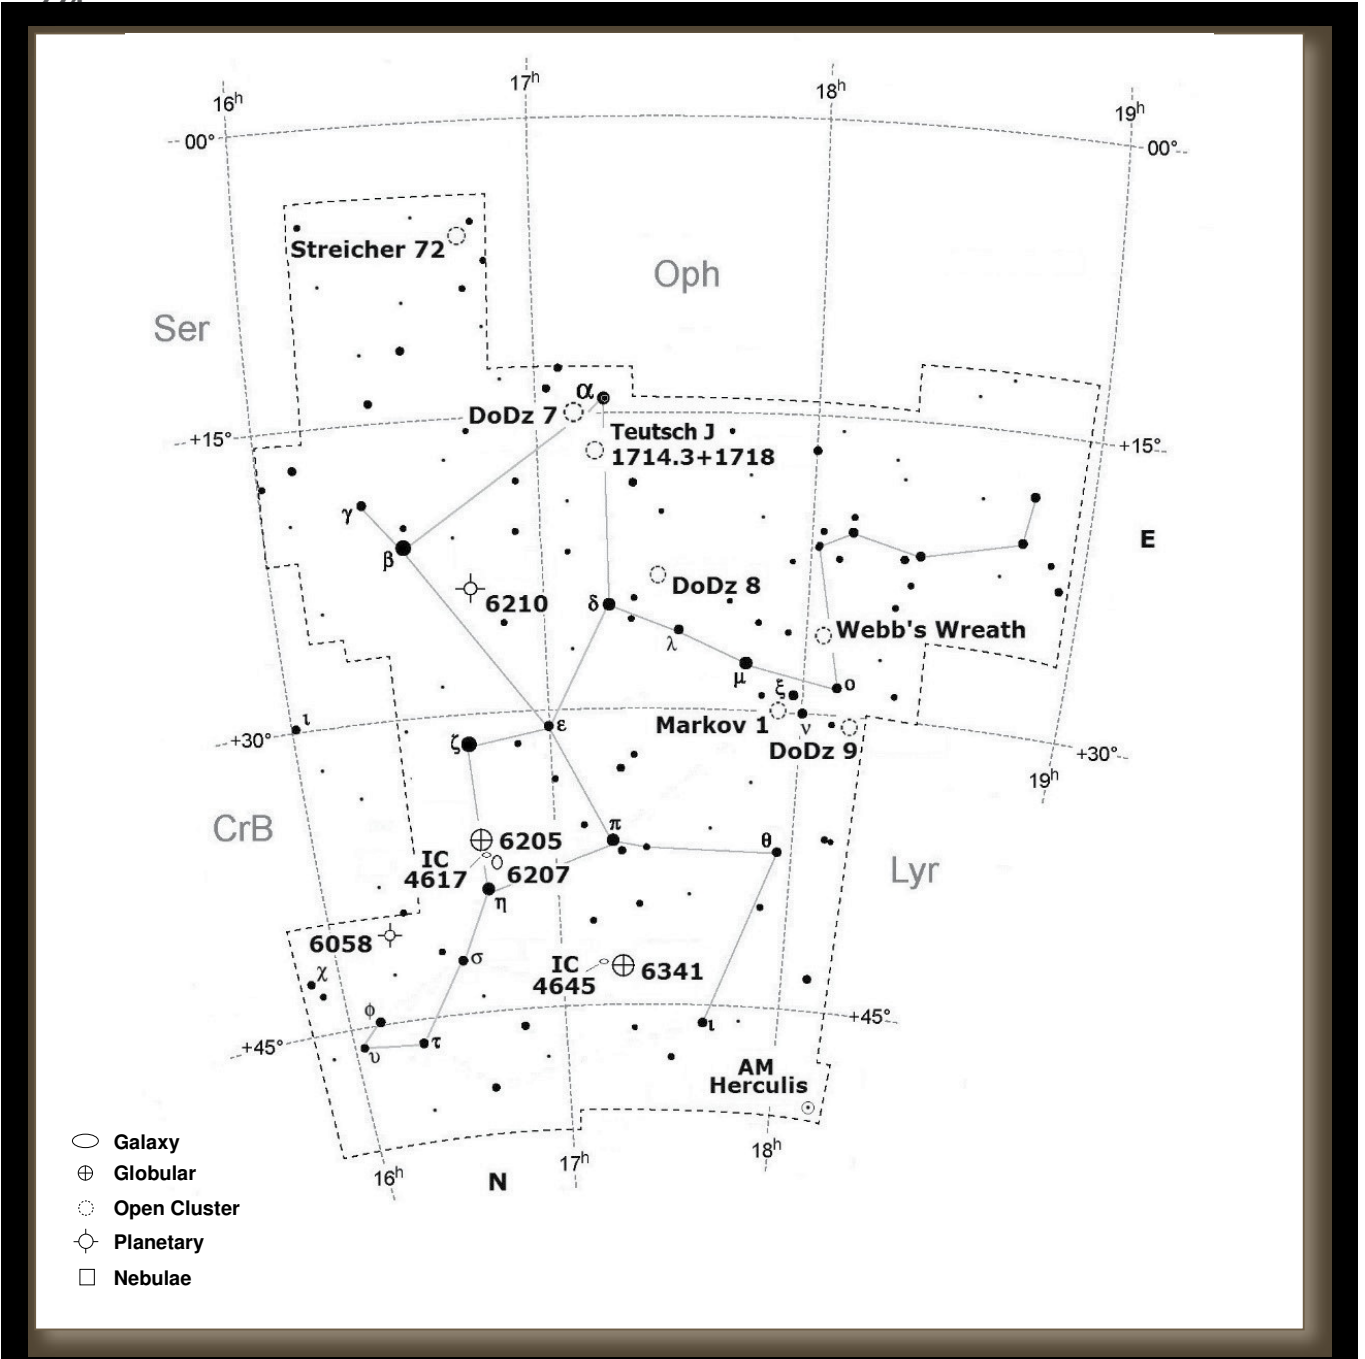 17h
16h
18h
19h
00°
00°
Streicher 72
Oph
Ser
α
DoDz 7
Teutsch J
1714.3+1718
+15°
+15°
γ
β
E
6210
δ
DoDz 8
λ
Webb's Wreath
μ
ξ
ο
ι
ε
Markov 1
ν
DoDz 9
+30°
ζ
+30°
19h
CrB
π
θ
6205
IC
4617
6207
Lyr
η
6058
σ
IC
4645
6341
χ
φ
+45°
ι
+45°
υ
τ
AM
Herculis
Galaxy
18h
17h
Globular
16h
N
Open Cluster
Planetary
Nebulae